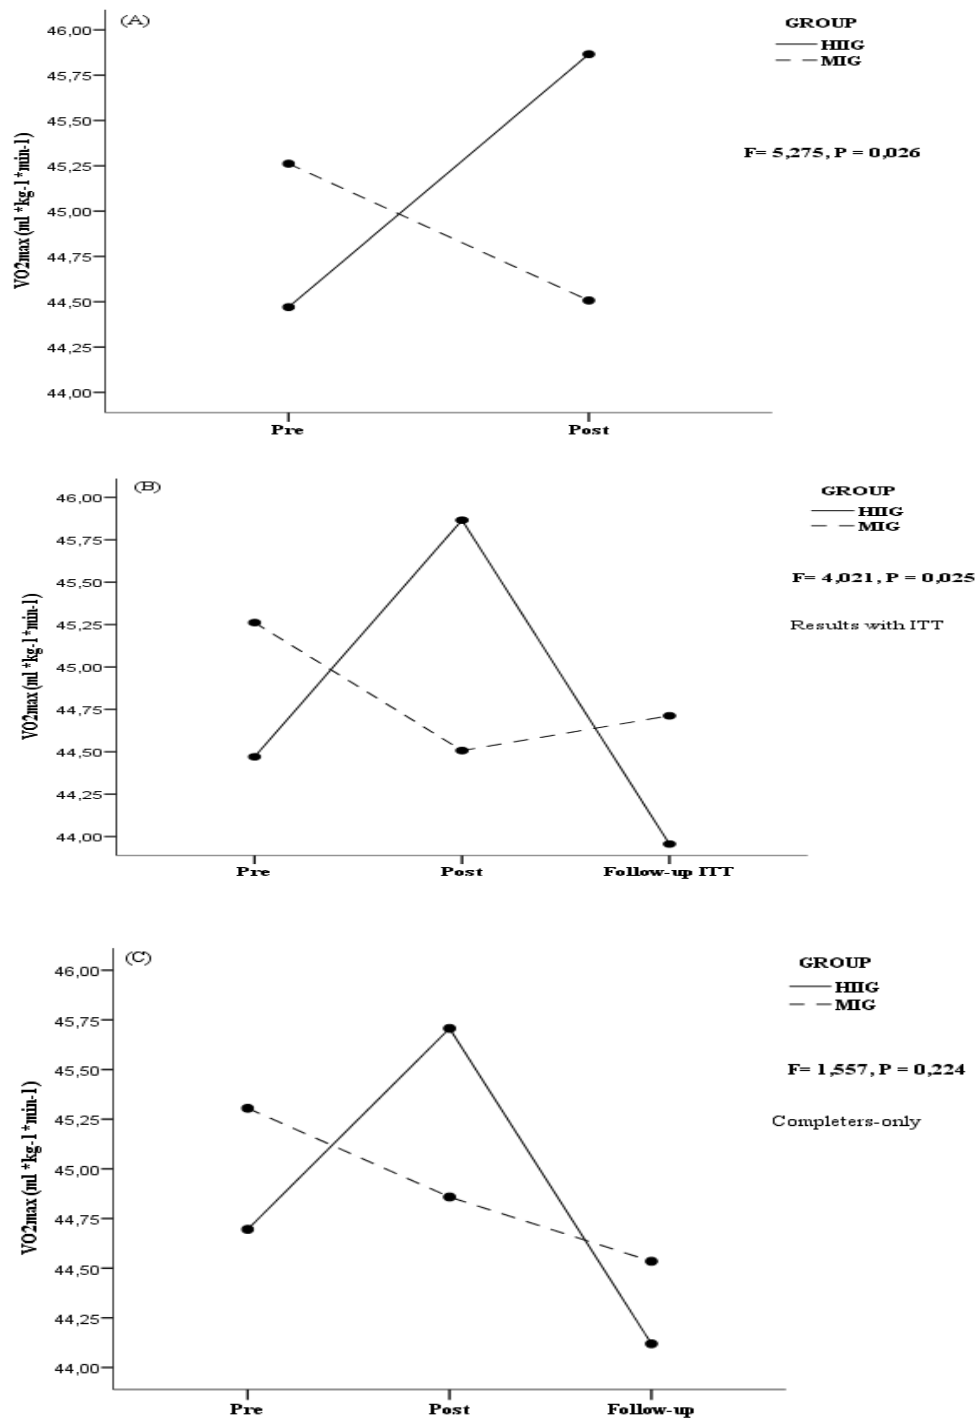 (A)
GROUP
HIIG
MIG
F= 5,275, P = 0,026
VO2max (ml *kg-1*min-1)
46,00
45,75
45,50
45,25
45,00
44,75
44,50
44,25
44,00
Pre Post
(B)
GROUP
HIIG
MIG
F= 4,021, P = 0,025
Results with ITT
VO2max (ml *kg-1*min-1)
46,00
45,75
45,50
45,25
45,00
44,75
44,50
44,25
44,00
Pre Post Follow-up ITT
(C)
GROUP
HIIG
MIG
F= 1,557, P = 0,224
Completers-only
VO2max (ml *kg-1*min-1)
46,00
45,75
45,50
45,25
45,00
44,75
44,50
44,25
44,00
Pre Post Follow-up